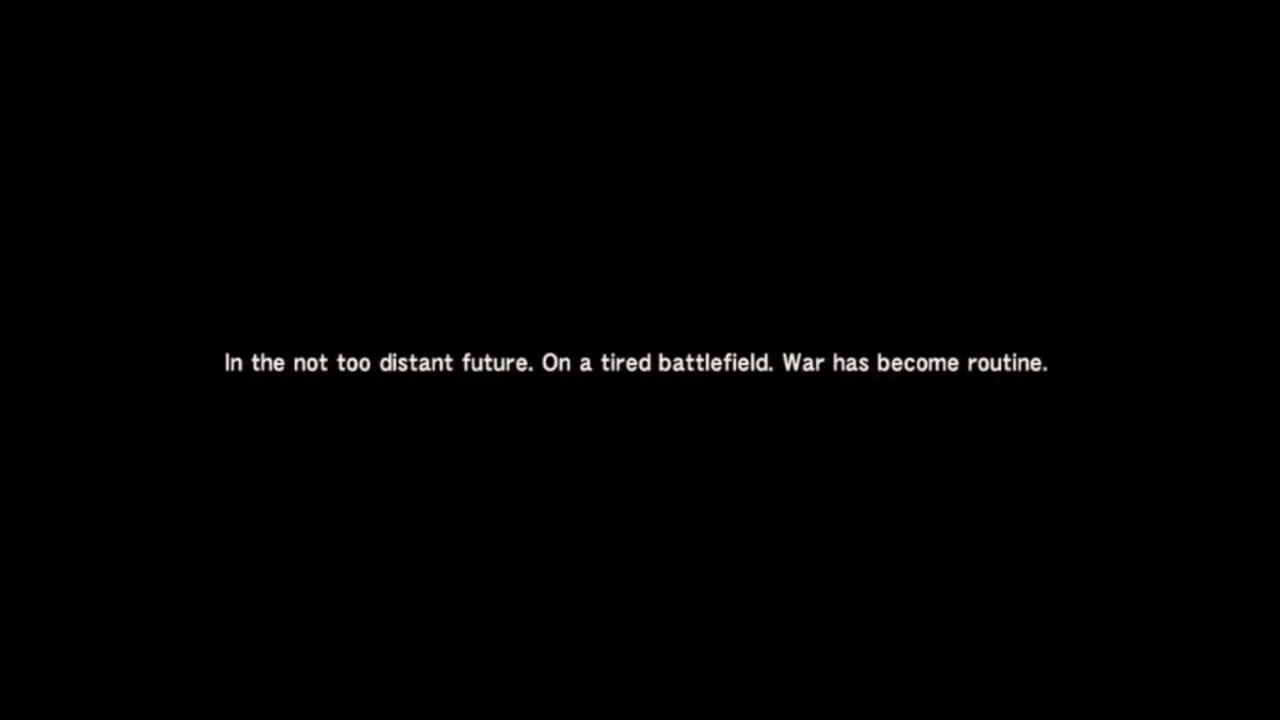 In the not too distant future. On a tired battlefield. War has become routine.